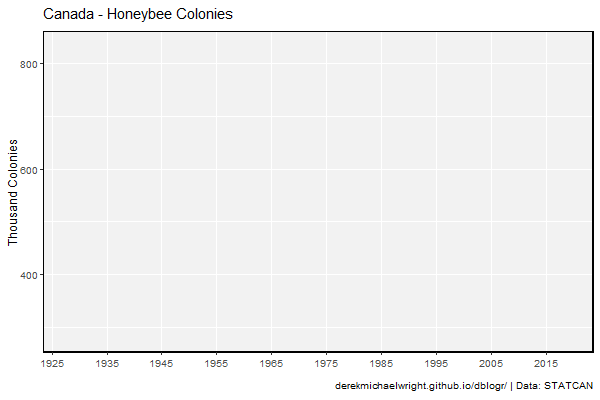 Canada - Honeybee Colonies
800
600
400
Thousand Colonies
1925 1935 1945 1955 1965 1975 1985 1995 2005 2015
derekmichaelwright.github.io/dblogr/ | Data: STATCAN